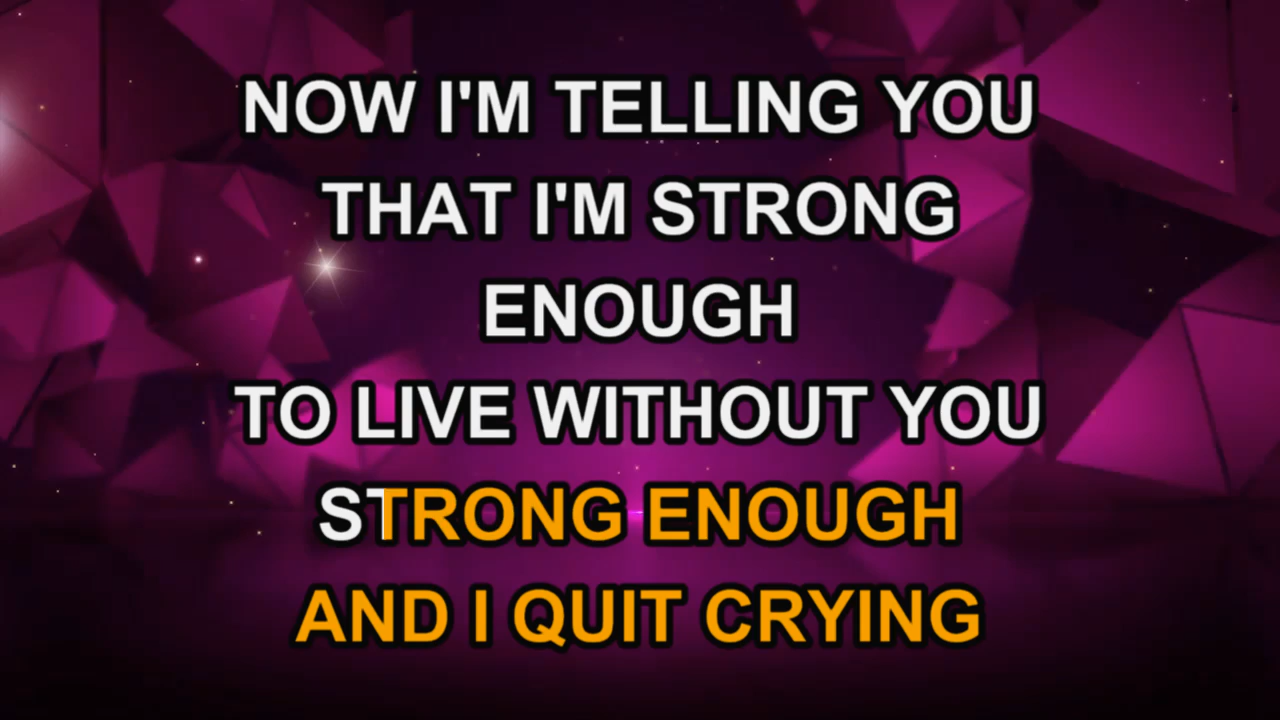 NOW I'M TELLING YOU
THAT I'M STRONG
ENOUGH
TO LIVE WITHOUT YOU
STRONG ENOUGH
AND I QUIT CRYING